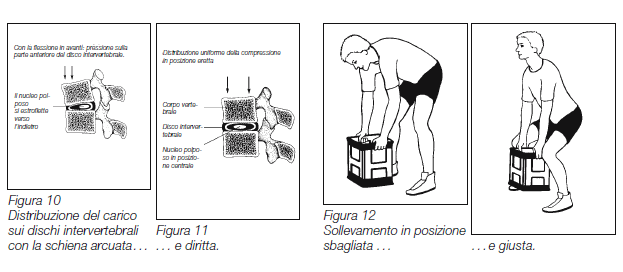 Con la flessione in avanti: pressione sulla
parte anteriore del disco intervertebrale.
Il nucleo pol-
poso
si estroflette
verso
l'indietro
Figura 10
Distribuzione del carico
sui dischi intervertebrali
con la schiena arcuata...
Distribuzione uniforme della compressione
in posizione eretta
Corpo verte-
brale
Disco interver-
tebrale
Nucleo polpo-
so in posizio-
ne centrale
Figura 11
... e diritta.
Figura 12
Sollevamento in posizione
sbagliata ...
... e giusta.